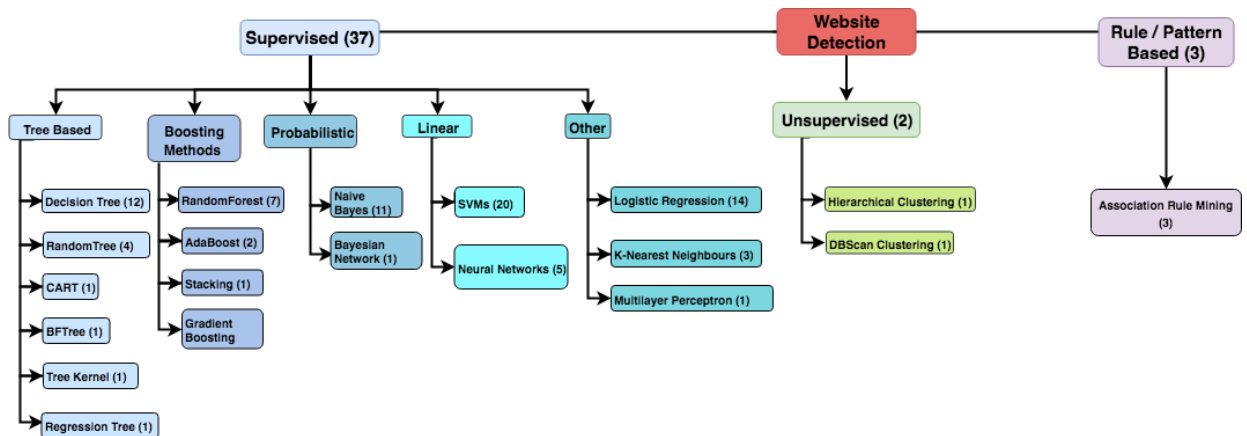 Supervised (37)
Website
Detection
Rule / Pattern
Based (3)
Tree Based
Boosting
Methods
Probabilistic
Linear
Other
Unsupervised (2)
Decision Tree (12)
RandomTree (4)
CART (1)
BFTree (1)
Tree Kernel (1)
Regression Tree (1)
RandomForest (7)
AdaBoost (2)
Stacking (1)
Gradient
Boosting
Naive
Bayes (11)
Bayesian
Network (1)
SVMs (20)
Neural Networks (5)
Logistic Regression (14)
K-Nearest Neighbours (3)
Multilayer Perceptron (1)
Hierarchical Clustering (1)
DBScan Clustering (1)
Association Rule Mining
(3)